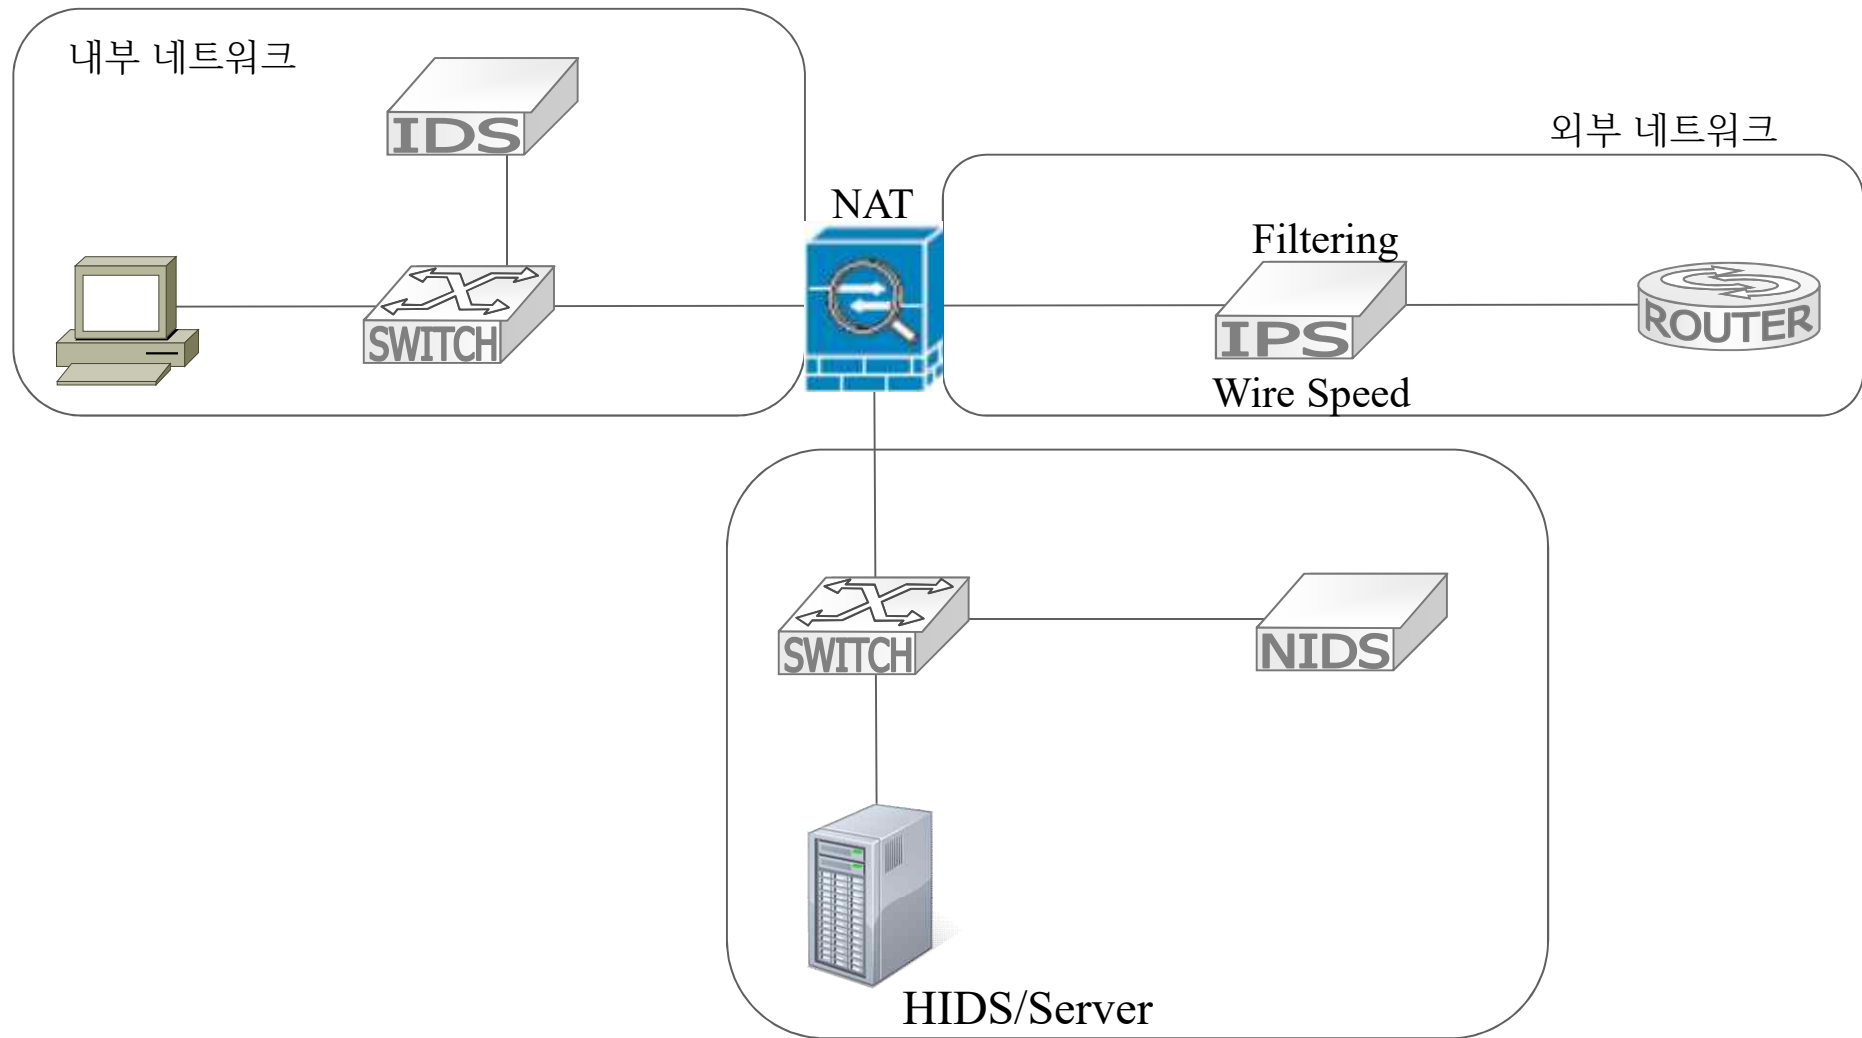 내부 네트워크
IDS
외부 네트워크
NAT
Filtering
SWITCH
IPS
ROUTER
Wire Speed
SWITCH
NIDS
HIDS/Server